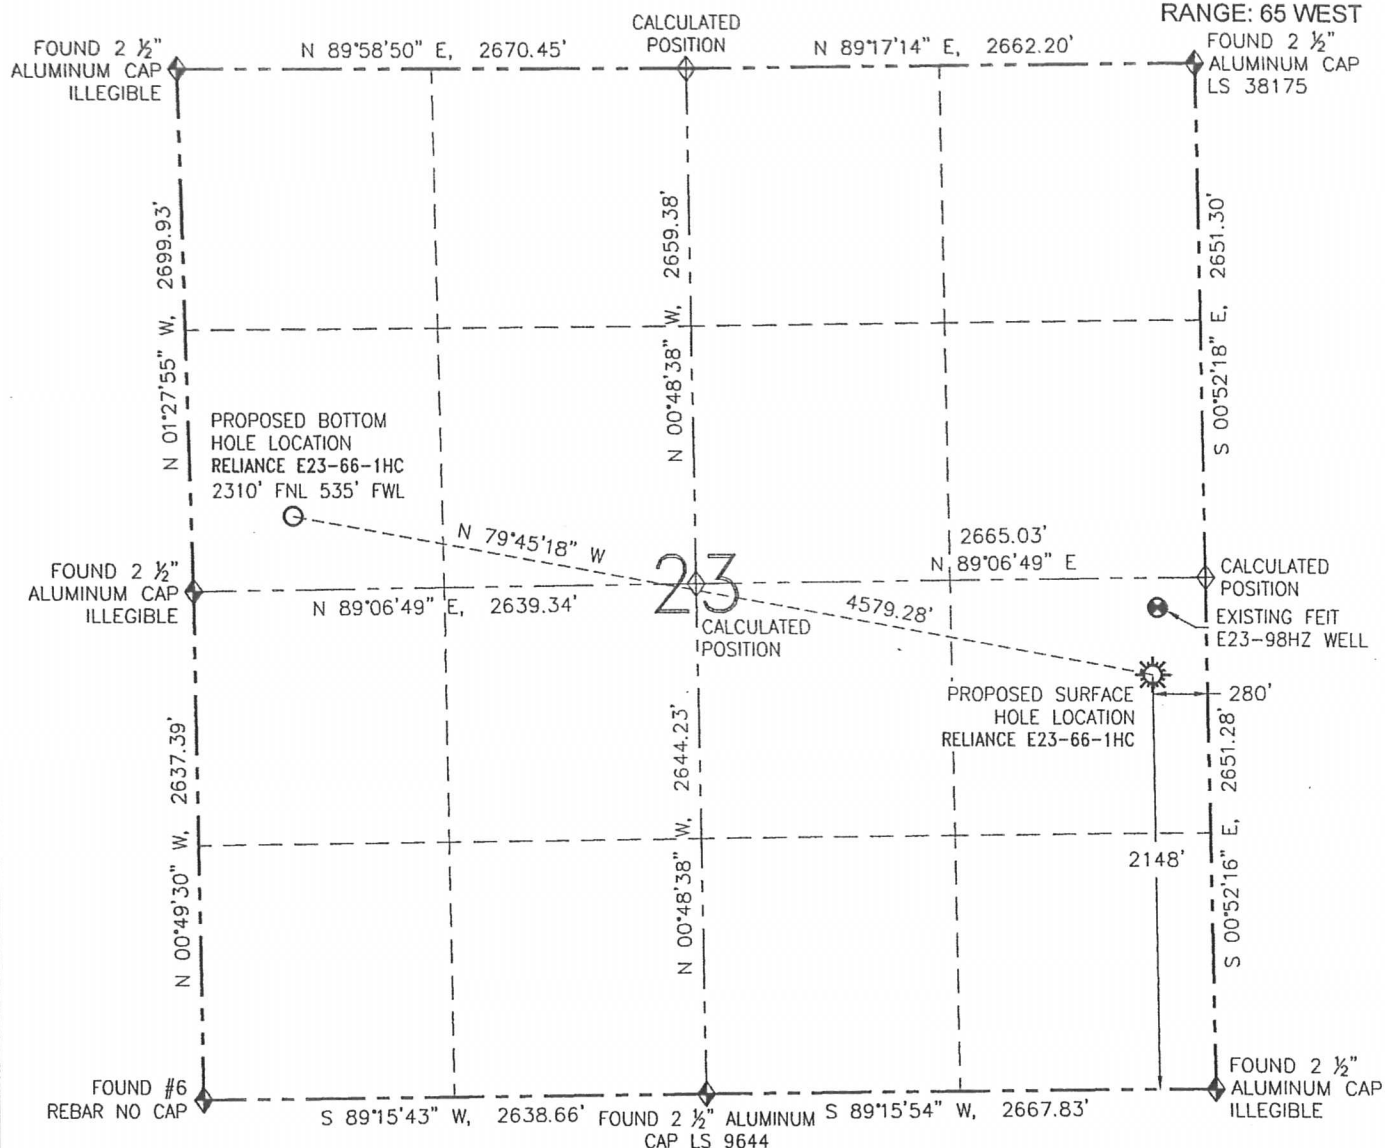 RANGE: 65 WEST
FOUND 2 ½"
ALUMINUM CAP
ILLEGIBLE
N 89°58'50" E, 2670.45'
CALCULATED
POSITION
N 89°17'14" E, 2662.20'
FOUND 2 ½"
ALUMINUM CAP
LS 38175
N 01°27'55" W, 2699.93'
N 00°48'38" W, 2659.38'
S 00°52'18" E, 2651.30'
PROPOSED BOTTOM
HOLE LOCATION
RELIANCE E23-66-1HC
2310' FNL 535' FWL
N 79°45'18" W
4579.28'
FOUND 2 ½"
ALUMINUM CAP
ILLEGIBLE
N 89°06'49" E, 2639.34'
23
CALCULATED
POSITION
2665.03'
N 89°06'49" E
CALCULATED
POSITION
EXISTING FEIT
E23-98HZ WELL
PROPOSED SURFACE
HOLE LOCATION
RELIANCE E23-66-1HC
280'
2148'
N 00°49'30" W, 2637.39'
N 00°48'38" W, 2644.23'
S 00°52'16" E, 2651.28'
FOUND #6
REBAR NO CAP
S 89°15'43" W, 2638.66'
FOUND 2 ½" ALUMINUM
CAP LS 9644
S 89°15'54" W, 2667.83'
FOUND 2 ½"
ALUMINUM CAP
ILLEGIBLE